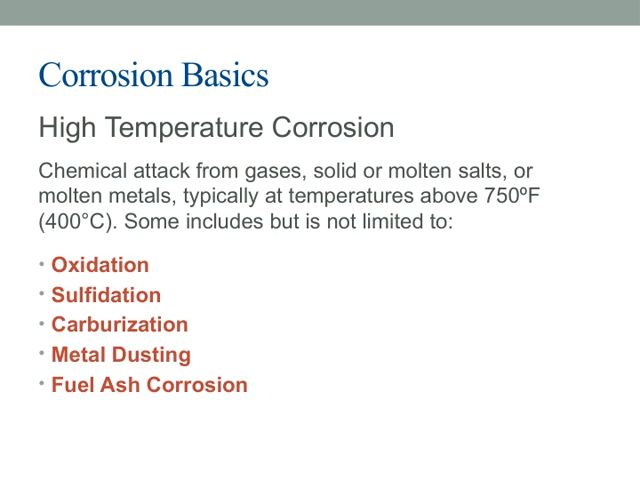 Corrosion Basics
High Temperature Corrosion
Chemical attack from gases, solid or molten salts, or
molten metals, typically at temperatures above 750ºF
(400°C). Some includes but is not limited to:
• Oxidation
• Sulfidation
• Carburization
• Metal Dusting
• Fuel Ash Corrosion